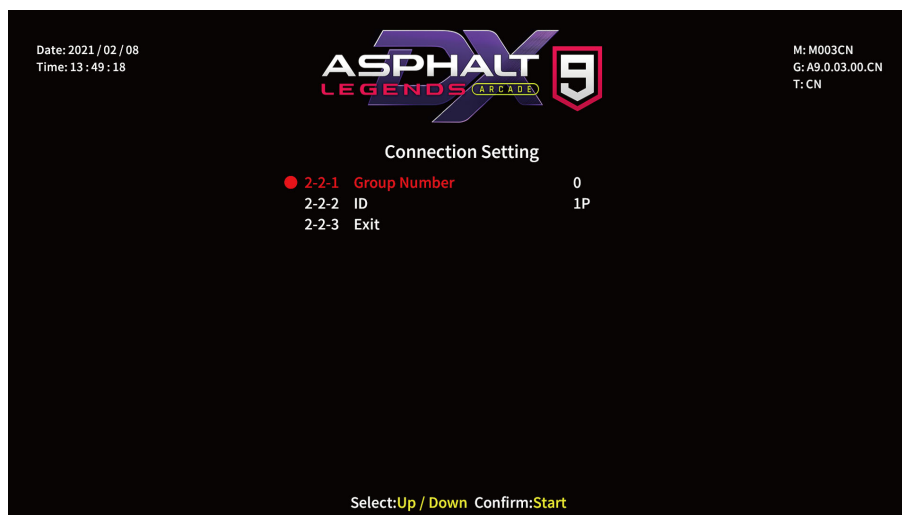 Date: 2021 / 02 / 08
Time: 13 : 49 : 18
DX
ASPHALT 9
LEGENDS ARCADE
M: M003CN
G: A9.0.03.00.CN
T: CN
Connection Setting
2-2-1 Group Number 0
2-2-2 ID 1P
2-2-3 Exit
Select:Up / Down Confirm:Start